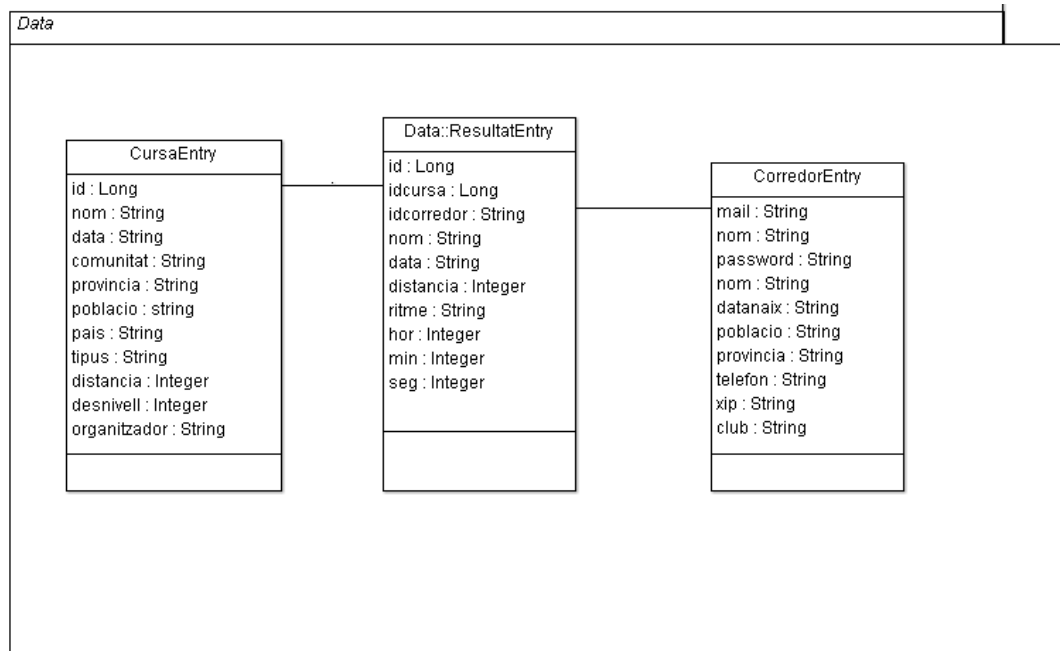 Data
CursaEntry
id : Long
nom : String
data : String
comunitat : String
provincia : String
poblacio : string
pais : String
tipus : String
distancia : Integer
desnivell : Integer
organitzador : String
Data::ResultatEntry
id : Long
idcursa : Long
idcorredor : String
nom : String
data : String
distancia : Integer
ritme : String
hor : Integer
min : Integer
seg : Integer
CorredorEntry
mail : String
nom : String
password : String
nom : String
datanaix : String
poblacio : String
provincia : String
telefon : String
xip : String
club : String